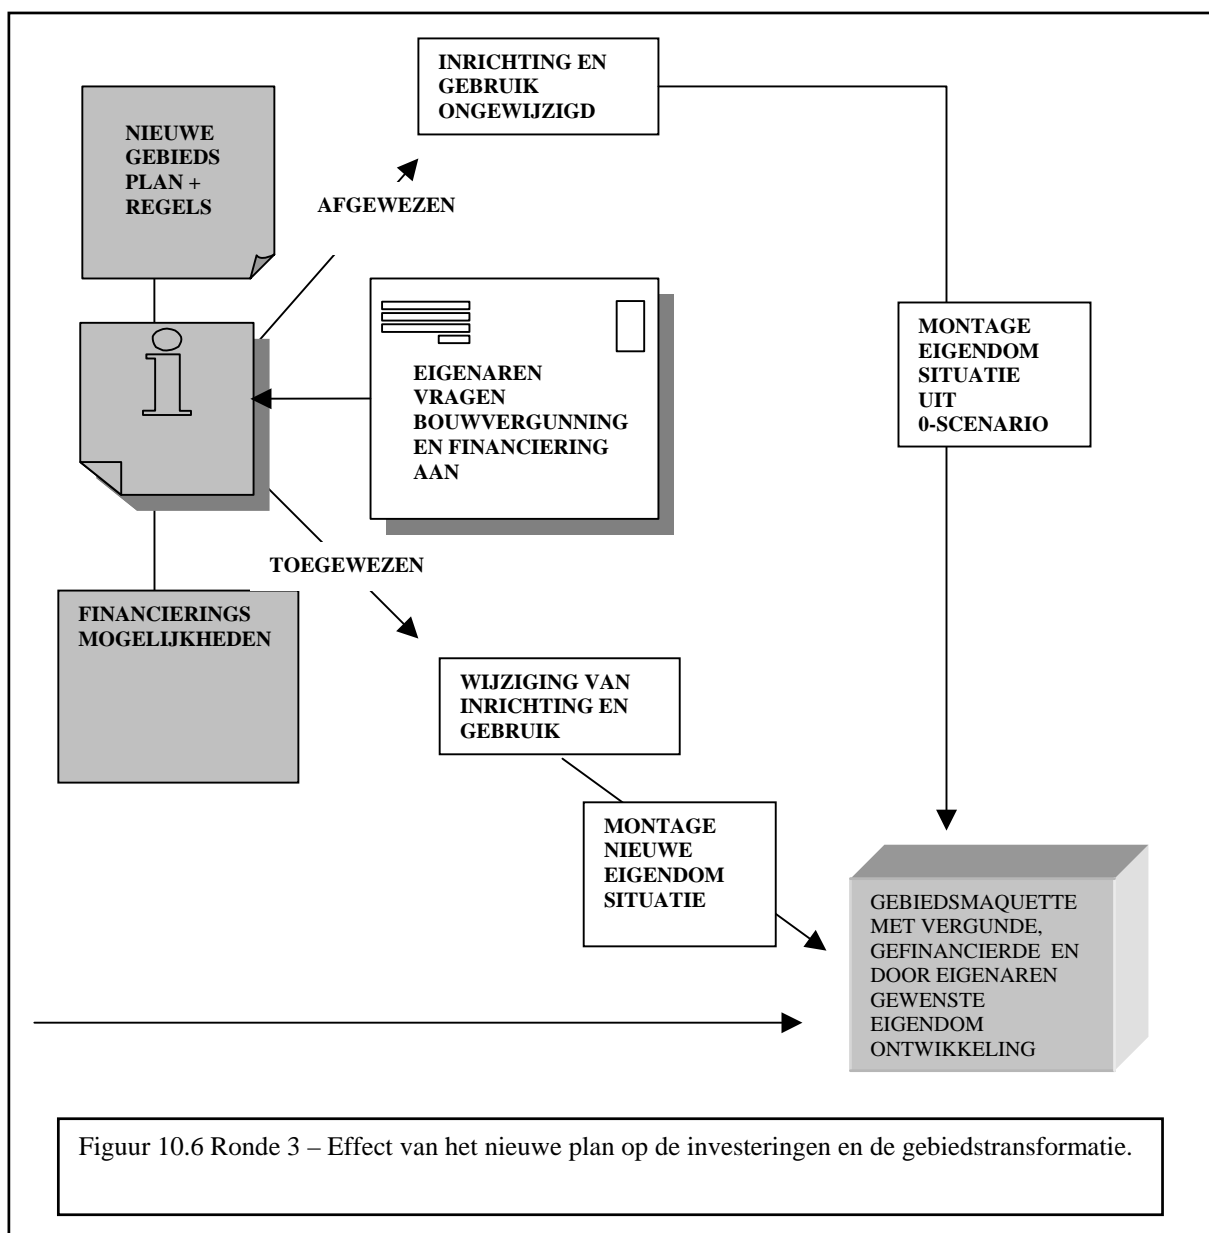 INRICHTING EN
GEBRUIK
ONGEWIJZIGD
NIEUWE
GEBIEDS
PLAN +
REGELS
AFGEWEZEN
i
EIGENAREN
VRAGEN
BOUWVERGUNNING
EN FINANCIERING
AAN
MONTAGE
EIGENDOM
SITUATIE
UIT
0-SCENARIO
TOEGEWEZEN
FINANCIERINGS
MOGELIJKHEDEN
WIJZIGING VAN
INRICHTING EN
GEBRUIK
MONTAGE
NIEUWE
EIGENDOM
SITUATIE
GEBIEDSMAQUETTE
MET VERGUNDE,
GEFINANCIERDE EN
DOOR EIGENAREN
GEWENSTE
EIGENDOM
ONTWIKKELING
Figuur 10.6 Ronde 3 – Effect van het nieuwe plan op de investeringen en de gebiedstransformatie.